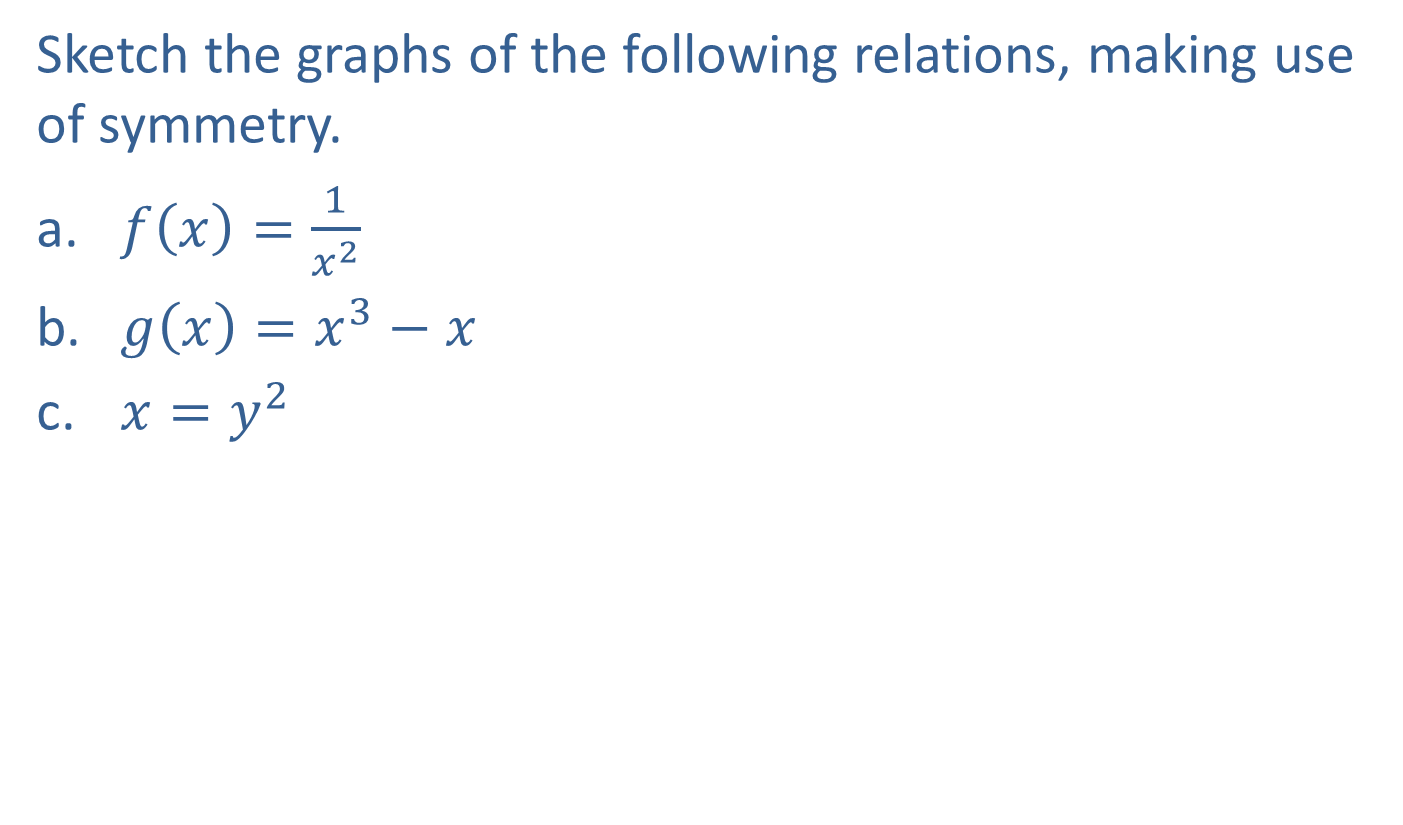 Sketch the graphs of the following relations, making use
of symmetry.
a. f(x) = 1/x²
b. g(x) = x³ − x
c. x = y²